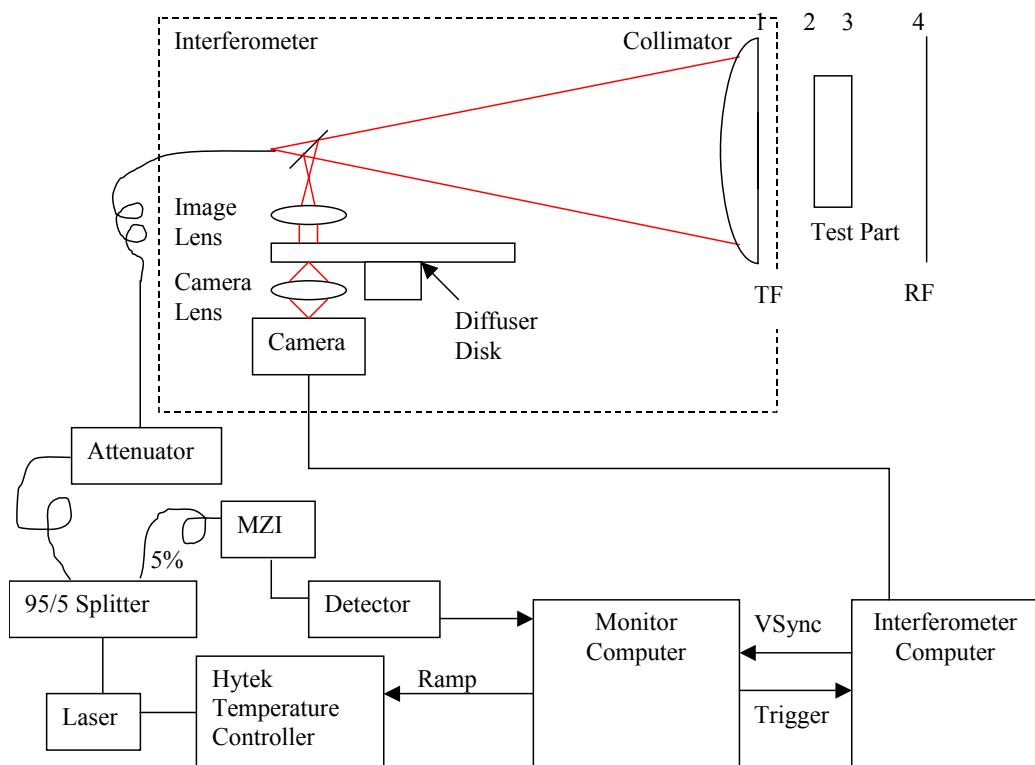 Interferometer
Collimator
1
2
3
4
Image
Lens
Test Part
Camera
Lens
TF
RF
Diffuser
Disk
Camera
Attenuator
MZI
5%
95/5 Splitter
Detector
Monitor
Computer
VSync
Interferometer
Computer
Hytek
Temperature
Controller
Ramp
Trigger
Laser